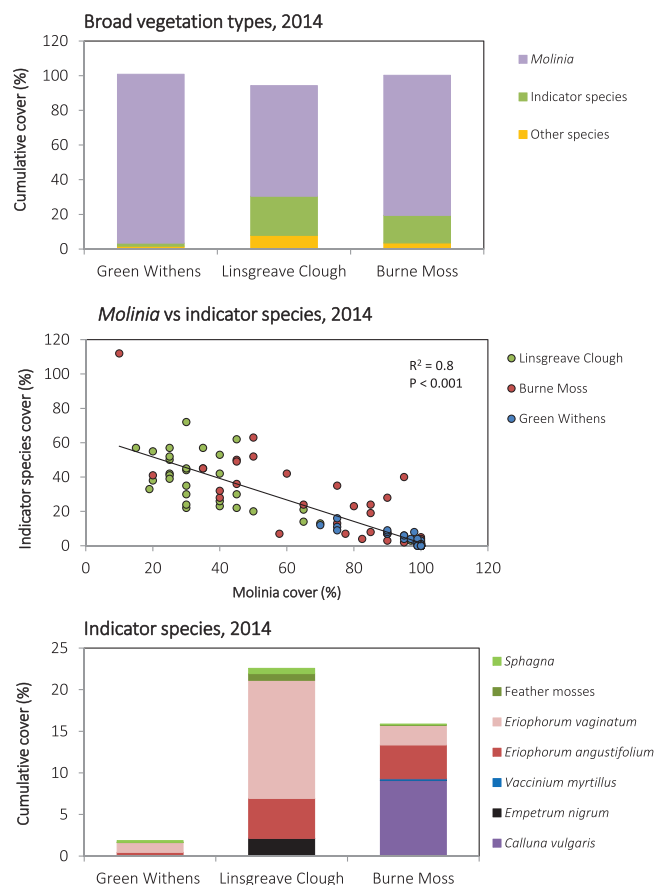 Broad vegetation types, 2014
Cumulative cover (%)
120
100
80
60
40
20
0
Green Withens
Linsgreave Clough
Burne Moss
Molinia
Indicator species
Other species
Molinia vs indicator species, 2014
Indicator species cover (%)
120
100
80
60
40
20
0
R² = 0.8
P < 0.001
0
20
40
60
80
100
120
Molinia cover (%)
Linsgreave Clough
Burne Moss
Green Withens
Indicator species, 2014
Cumulative cover (%)
25
20
15
10
5
0
Green Withens
Linsgreave Clough
Burne Moss
Sphagna
Feather mosses
Eriophorum vaginatum
Eriophorum angustifolium
Vaccinium myrtillus
Empetrum nigrum
Calluna vulgaris